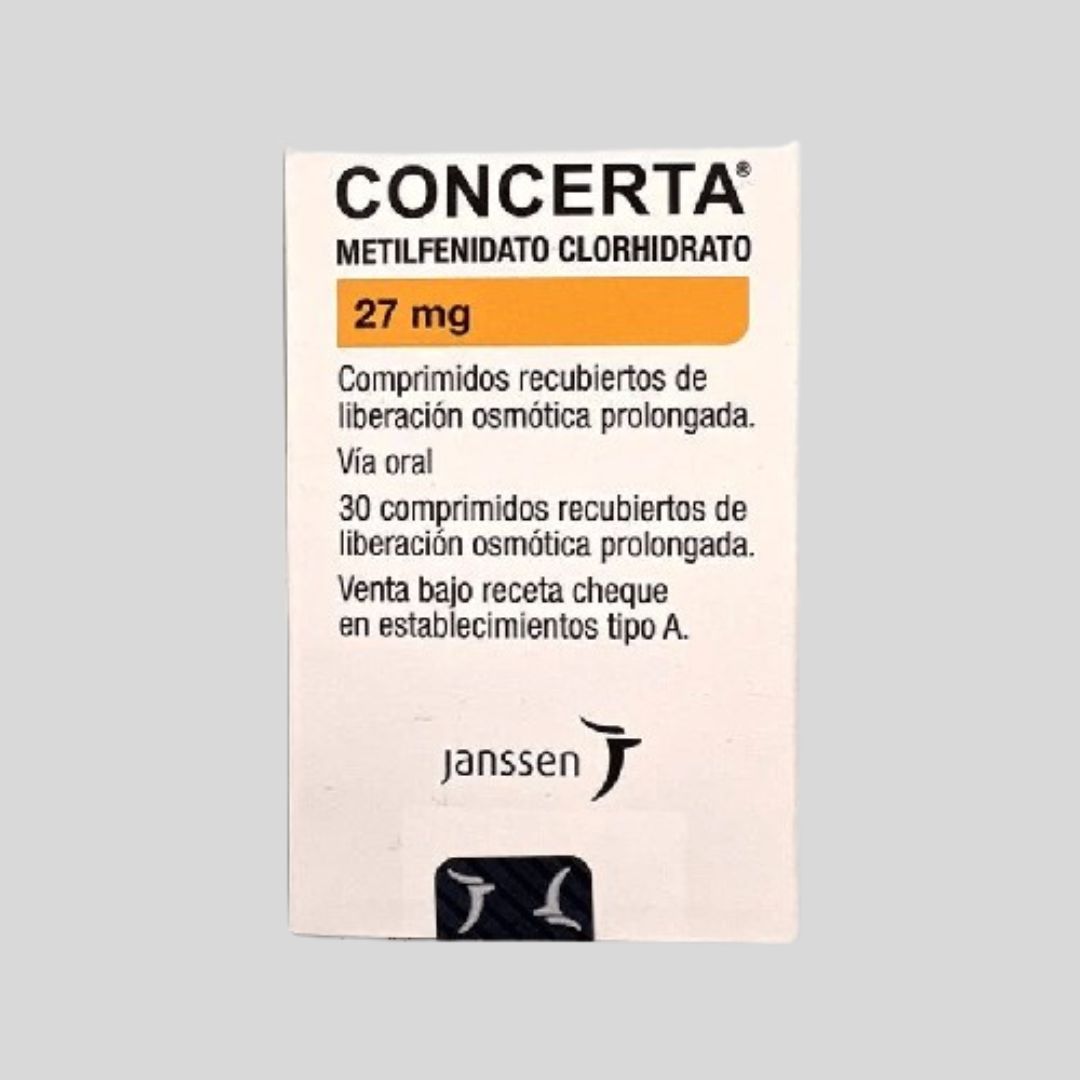 CONCERTA®
METILFENIDATO CLORHIDRATO
27 mg
Comprimidos recubiertos de
liberación osmótica prolongada.
Vía oral
30 comprimidos recubiertos de
liberación osmótica prolongada.
Venta bajo receta cheque
en establecimientos tipo A.
janssen